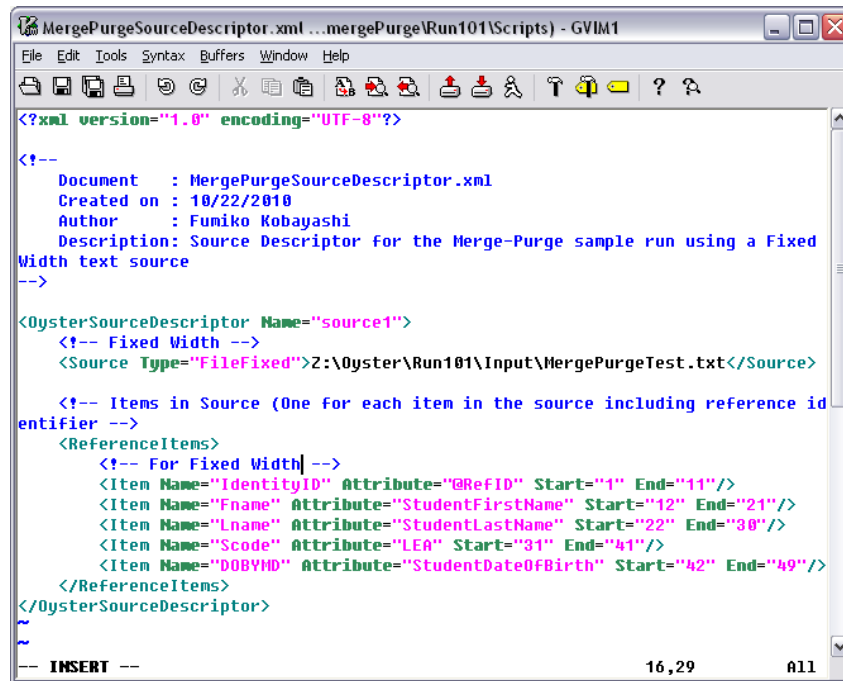 MergePurgeSourceDescriptor.xml ...mergePurge\Run101\Scripts) - GVIM1
File Edit Tools Syntax Buffers Window Help
<?xml version="1.0" encoding="UTF-8"?>
<!--
    Document   : MergePurgeSourceDescriptor.xml
    Created on : 10/22/2010
    Author     : Fumiko Kobayashi
    Description: Source Descriptor for the Merge-Purge sample run using a Fixed
Width text source
-->
<OysterSourceDescriptor Name="source1">
    <!-- Fixed Width -->
    <Source Type="FileFixed">Z:\Oyster\Run101\Input\MergePurgeTest.txt</Source>
    <!-- Items in Source (One for each item in the source including reference id
entifier -->
    <ReferenceItems>
        <!-- For Fixed Width -->
        <Item Name="IdentityID" Attribute="@RefID" Start="1" End="11"/>
        <Item Name="Fname" Attribute="StudentFirstName" Start="12" End="21"/>
        <Item Name="Lname" Attribute="StudentLastName" Start="22" End="30"/>
        <Item Name="Scode" Attribute="LEA" Start="31" End="41"/>
        <Item Name="DOBYMD" Attribute="StudentDateOfBirth" Start="42" End="49"/>
    </ReferenceItems>
</OysterSourceDescriptor>
~
~
-- INSERT -- 16,29 All